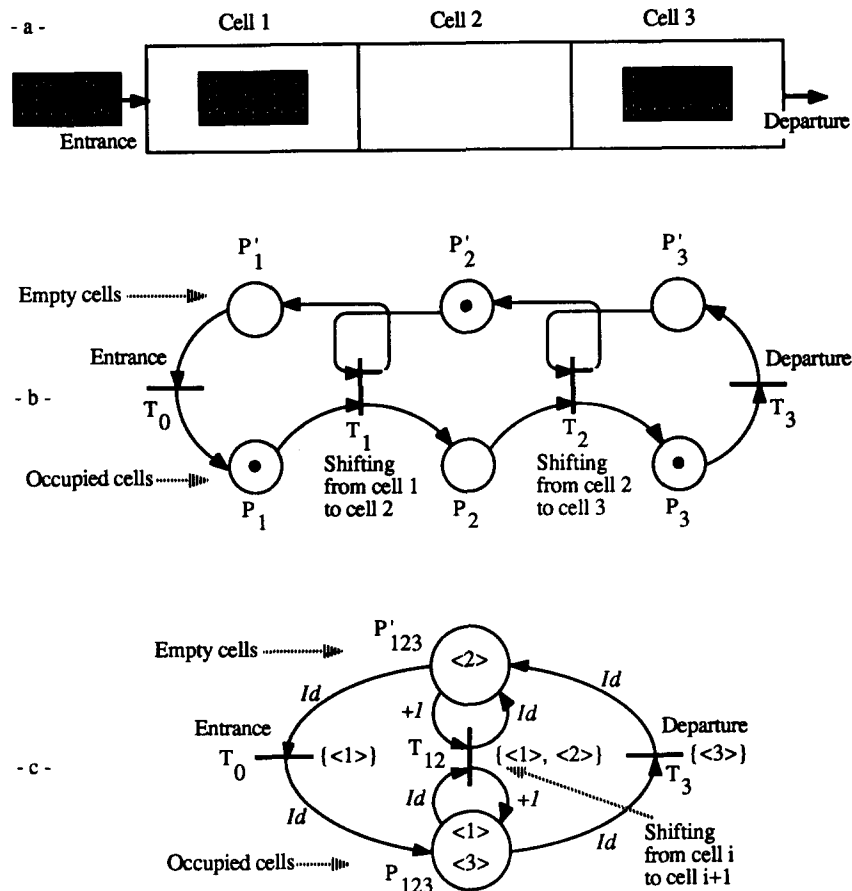 - a -
Cell 1
Cell 2
Cell 3
Entrance
Departure
- b -
P'1
P'2
P'3
Empty cells
Entrance
Departure
T0
T1
T2
T3
Occupied cells
P1
Shifting
from cell 1
to cell 2
P2
Shifting
from cell 2
to cell 3
P3
- c -
P'123
Empty cells
<2>
Id
+1
Id
Id
Entrance
T0
{<1>}
T12
{<1>, <2>}
Departure
T3
{<3>}
Id
Id
+1
Id
<1>
<3>
Occupied cells
P123
Shifting
from cell i
to cell i+1